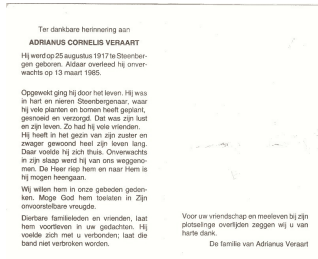 Ter dankbare herinnering aan
ADRIANUS CORNELIS VERAART
Hij werd op 25 augustus 1917 te Steenber-
gen geboren. Aldaar overleed hij onver-
wachts op 13 maart 1985.
Opgewekt ging hij door het leven. Hij was
in hart en nieren Steenbergenaar, waar
hij vele planten en bomen heeft geplant,
gesnoeid en verzorgd. Dat was zijn lust
en zijn leven. Zo had hij vele vrienden.
Hij heeft in het gezin van zijn zuster en
zwager gewoond heel zijn leven lang.
Daar voelde hij zich thuis. Onverwachts
in zijn slaap werd hij van ons weggeno-
men. De Heer riep hem en naar Hem is
hij mogen heengaan.
Wij willen hem in onze gebeden geden-
ken. Moge God hem toelaten in Zijn
onvoorstelbare vreugde.
Dierbare familieleden en vrienden, laat
hem voortleven in uw gedachten. Hij
voelde zich met u verbonden; laat die
band niet verbroken worden.
Voor uw vriendschap en meeleven bij zijn
plotselinge overlijden zeggen wij u van
harte dank.
De familie van Adrianus Veraart